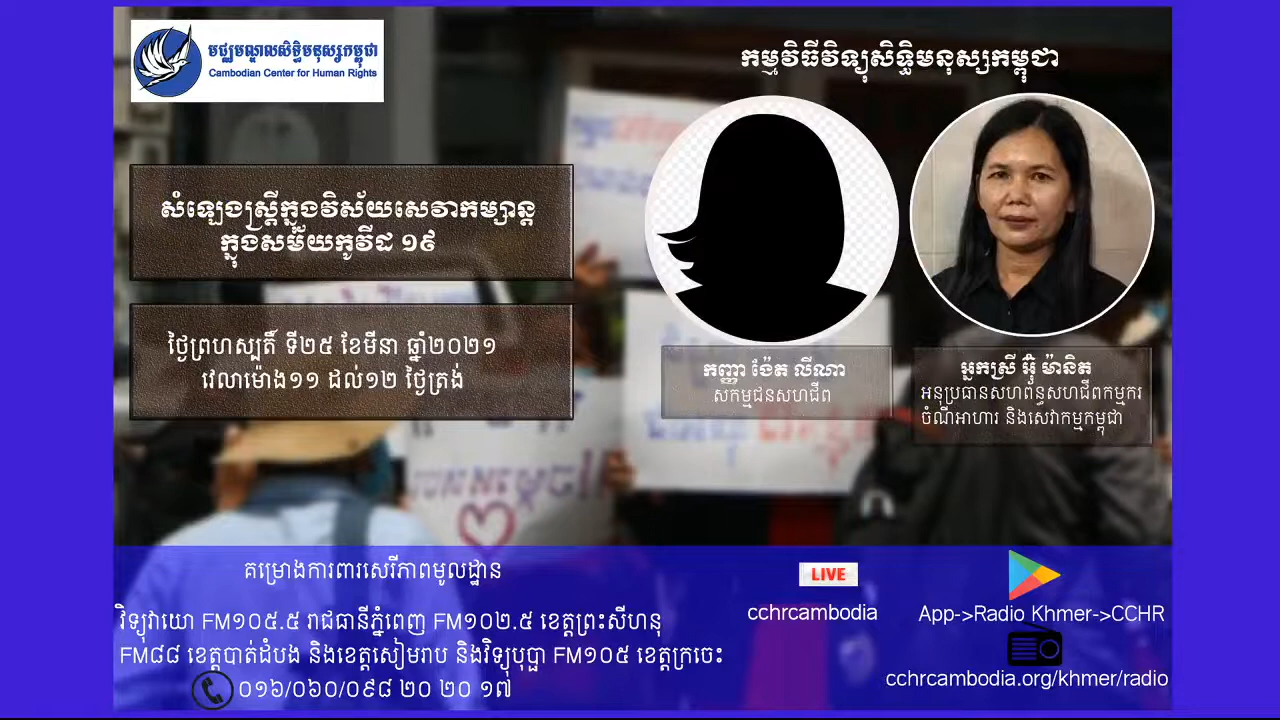 មជ្ឈមណ្ឌលសិទ្ធិមនុស្សកម្ពុជា
Cambodian Center for Human Rights
កម្មវិធីវិទ្យុសិទ្ធិមនុស្សកម្ពុជា
សំឡេងស្ត្រីក្នុងវិស័យសេវាកម្សាន្ត
ក្នុងសម័យកូវីដ ១៩
ថ្ងៃព្រហស្បតិ៍ ទី២៥ ខែមីនា ឆ្នាំ២០២១
វេលាម៉ោង១១ ដល់១២ ថ្ងៃត្រង់
កញ្ញា ង៉ែត លីណា
សកម្មជនសហជីព
អ្នកស្រី អ៊ុំ ម៉ានិត
អនុប្រធានសហព័ន្ធសហជីពកម្មករ
ចំណីអាហារ និងសេវាកម្មកម្ពុជា
គម្រោងការពារសេរីភាពមូលដ្ឋាន
វិទ្យុវាយោ FM១០៥.៥ រាជធានីភ្នំពេញ FM១០២.៥ ខេត្តព្រះសីហនុ
FM៨៨ ខេត្តបាត់ដំបង និងខេត្តសៀមរាប និងវិទ្យុបុប្ផា FM១០៥ ខេត្តក្រចេះ
០១៦/០៦០/០៩៨ ២០ ២០ ១៧
LIVE
cchrcambodia
App->Radio Khmer->CCHR
cchrcambodia.org/khmer/radio